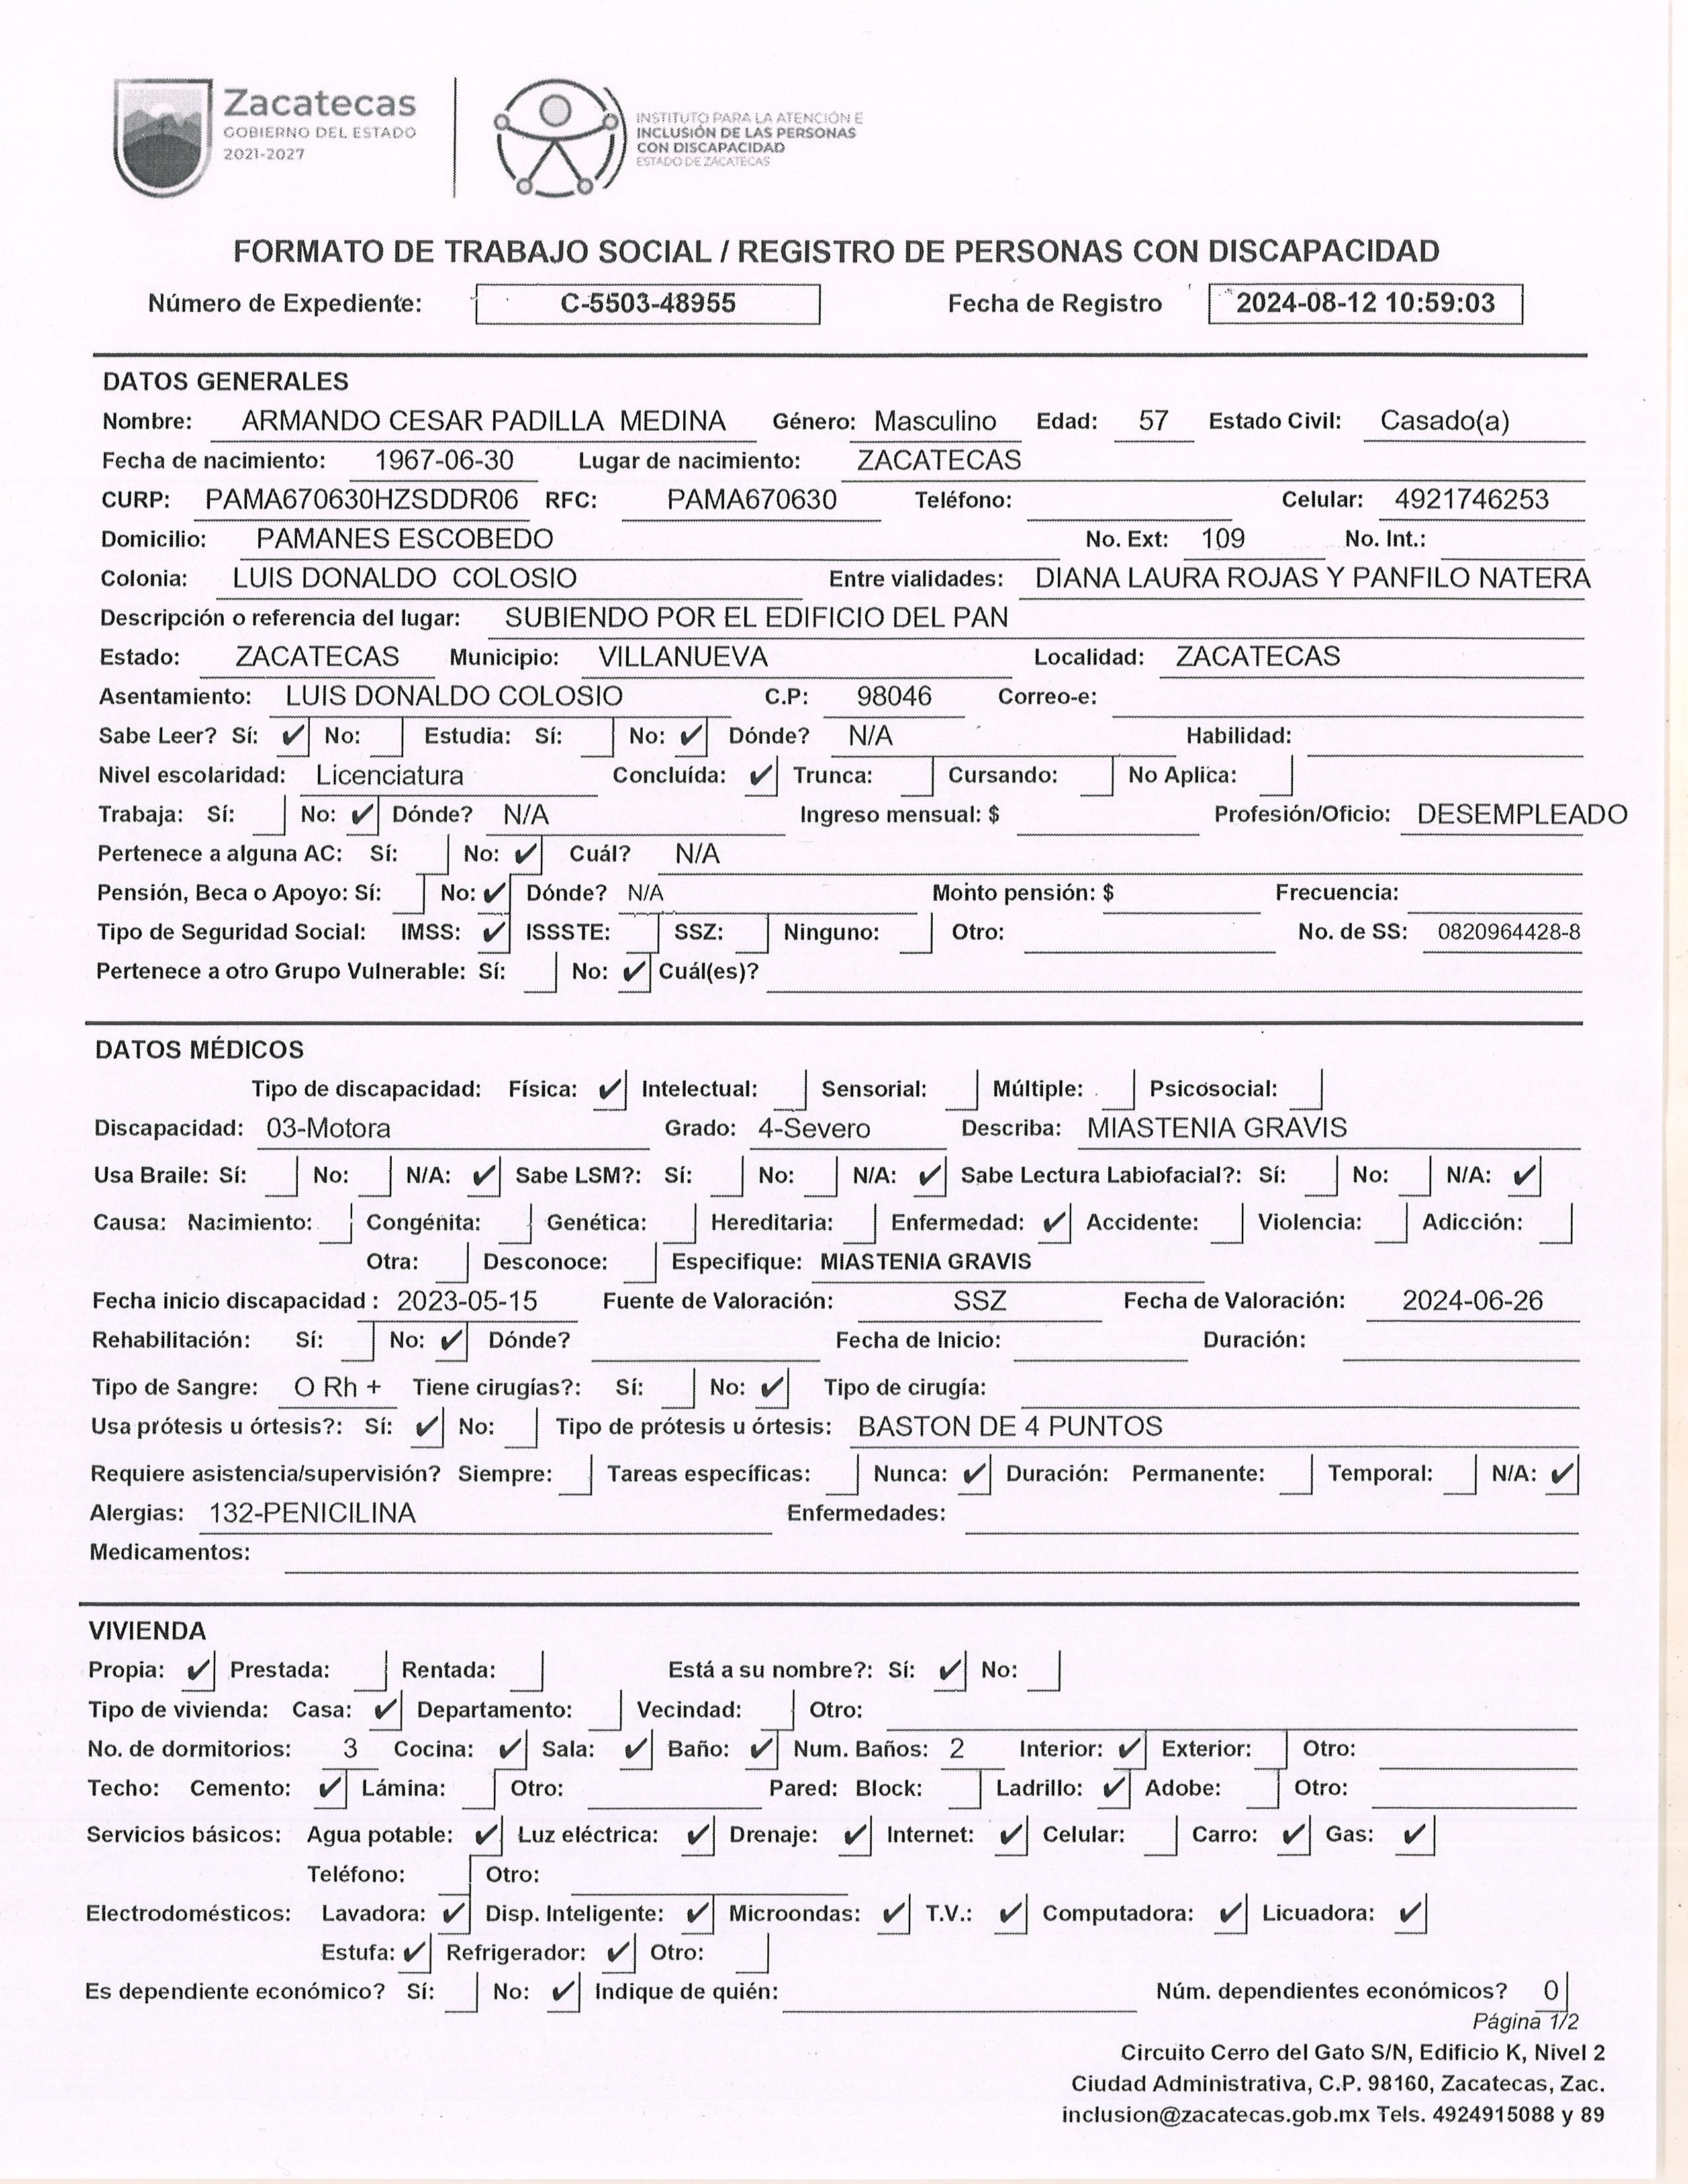 Zacatecas
GOBIERNO DEL ESTADO
2021-2027
INSTITUTO PARA LA ATENCIÓN E
INCLUSIÓN DE LAS PERSONAS
CON DISCAPACIDAD
ESTADO DE ZACATECAS
FORMATO DE TRABAJO SOCIAL / REGISTRO DE PERSONAS CON DISCAPACIDAD
Número de Expediente: C-5503-48955 Fecha de Registro 2024-08-12 10:59:03
DATOS GENERALES
Nombre: ARMANDO CESAR PADILLA MEDINA Género: Masculino Edad: 57 Estado Civil: Casado(a)
Fecha de nacimiento: 1967-06-30 Lugar de nacimiento: ZACATECAS
CURP: PAMA670630HZSDDR06 RFC: PAMA670630 Teléfono: Celular: 4921746253
Domicilio: PAMANES ESCOBEDO No. Ext: 109 No. Int.:
Colonia: LUIS DONALDO COLOSIO Entre vialidades: DIANA LAURA ROJAS Y PANFILO NATERA
Descripción o referencia del lugar: SUBIENDO POR EL EDIFICIO DEL PAN
Estado: ZACATECAS Municipio: VILLANUEVA Localidad: ZACATECAS
Asentamiento: LUIS DONALDO COLOSIO C.P: 98046 Correo-e:
Sabe Leer? Sí: ✔ No: Estudia: Sí: No: ✔ Dónde? N/A Habilidad:
Nivel escolaridad: Licenciatura Concluída: ✔ Trunca: Cursando: No Aplica:
Trabaja: Sí: No: ✔ Dónde? N/A Ingreso mensual: $ Profesión/Oficio: DESEMPLEADO
Pertenece a alguna AC: Sí: No: ✔ Cuál? N/A
Pensión, Beca o Apoyo: Sí: No: ✔ Dónde? N/A Monto pensión: $ Frecuencia:
Tipo de Seguridad Social: IMSS: ✔ ISSSTE: SSZ: Ninguno: Otro: No. de SS: 0820964428-8
Pertenece a otro Grupo Vulnerable: Sí: No: ✔ Cuál(es)?
DATOS MÉDICOS
Tipo de discapacidad: Física: ✔ Intelectual: Sensorial: Múltiple: Psicosocial:
Discapacidad: 03-Motora Grado: 4-Severo Describa: MIASTENIA GRAVIS
Usa Braile: Sí: No: N/A: ✔ Sabe LSM?: Sí: No: N/A: ✔ Sabe Lectura Labiofacial?: Sí: No: N/A: ✔
Causa: Nacimiento: Congénita: Genética: Hereditaria: Enfermedad: ✔ Accidente: Violencia: Adicción:
Otra: Desconoce: Especifique: MIASTENIA GRAVIS
Fecha inicio discapacidad : 2023-05-15 Fuente de Valoración: SSZ Fecha de Valoración: 2024-06-26
Rehabilitación: Sí: No: ✔ Dónde? Fecha de Inicio: Duración:
Tipo de Sangre: O Rh + Tiene cirugías?: Sí: No: ✔ Tipo de cirugía:
Usa prótesis u órtesis?: Sí: ✔ No: Tipo de prótesis u órtesis: BASTON DE 4 PUNTOS
Requiere asistencia/supervisión? Siempre: Tareas específicas: Nunca: ✔ Duración: Permanente: Temporal: N/A: ✔
Alergias: 132-PENICILINA Enfermedades:
Medicamentos:
VIVIENDA
Propia: ✔ Prestada: Rentada: Está a su nombre?: Sí: ✔ No:
Tipo de vivienda: Casa: ✔ Departamento: Vecindad: Otro:
No. de dormitorios: 3 Cocina: ✔ Sala: ✔ Baño: ✔ Num. Baños: 2 Interior: ✔ Exterior: Otro:
Techo: Cemento: ✔ Lámina: Otro: Pared: Block: Ladrillo: ✔ Adobe: Otro:
Servicios básicos: Agua potable: ✔ Luz eléctrica: ✔ Drenaje: ✔ Internet: ✔ Celular: Carro: ✔ Gas: ✔
Teléfono: Otro:
Electrodomésticos: Lavadora: ✔ Disp. Inteligente: ✔ Microondas: ✔ T.V.: ✔ Computadora: ✔ Licuadora: ✔
Estufa: ✔ Refrigerador: ✔ Otro:
Es dependiente económico? Sí: No: ✔ Indique de quién: Núm. dependientes económicos? 0
Página 1/2
Circuito Cerro del Gato S/N, Edificio K, Nivel 2
Ciudad Administrativa, C.P. 98160, Zacatecas, Zac.
inclusion@zacatecas.gob.mx Tels. 4924915088 y 89